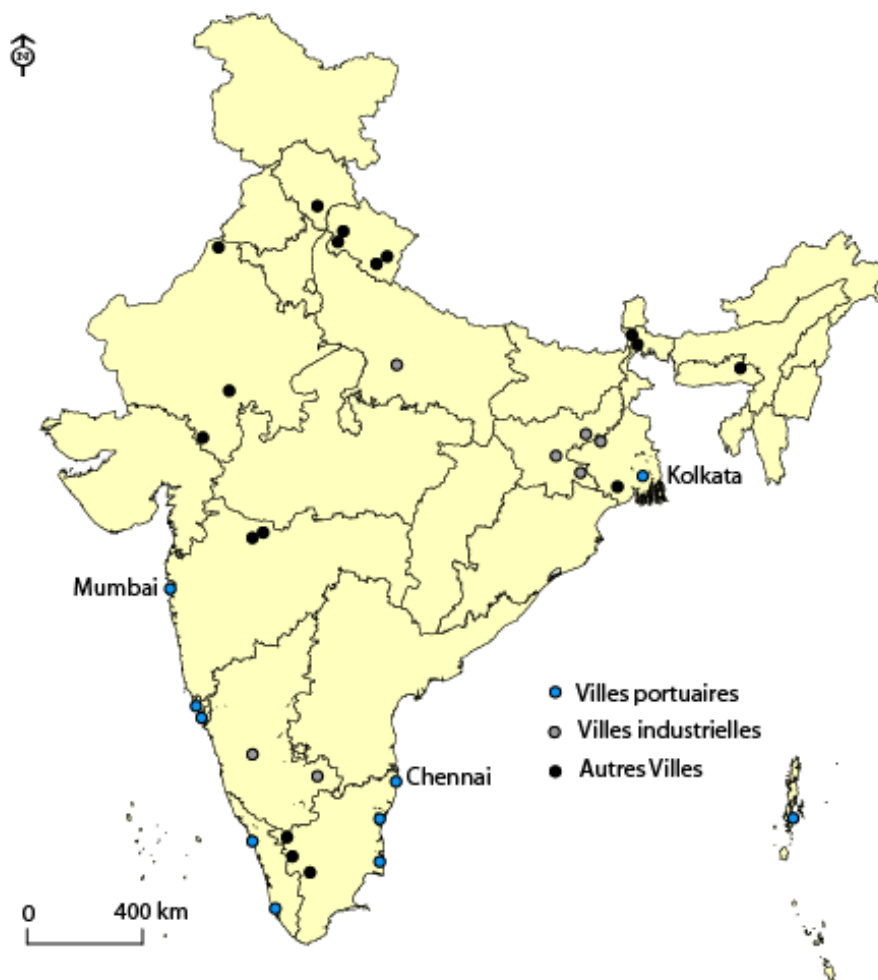 N
Kolkata
Mumbai
Villes portuaires
Villes industrielles
Autres Villes
Chennai
0 400 km